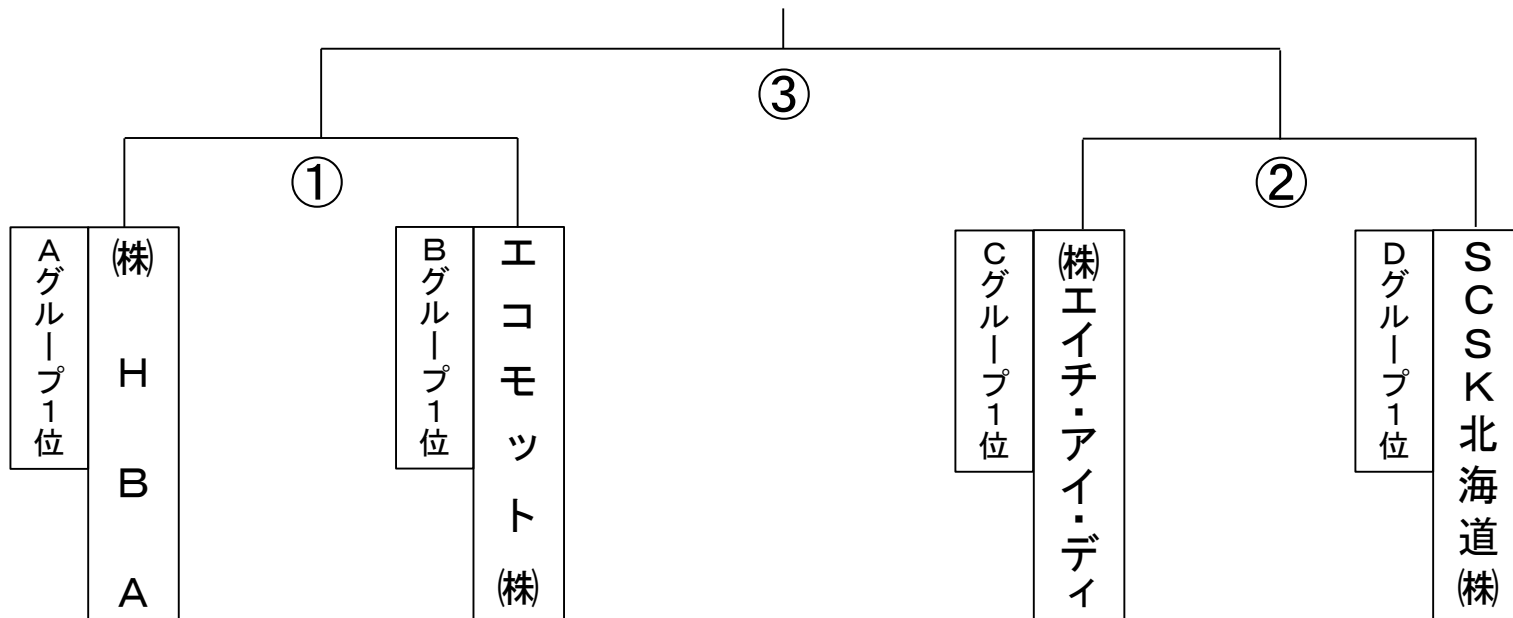 ③
①
②
Aグループ1位
㈱HBA
Bグループ1位
エコモット㈱
Cグループ1位
㈱エイチ・アイ・ディ
Dグループ1位
SCSK北海道㈱